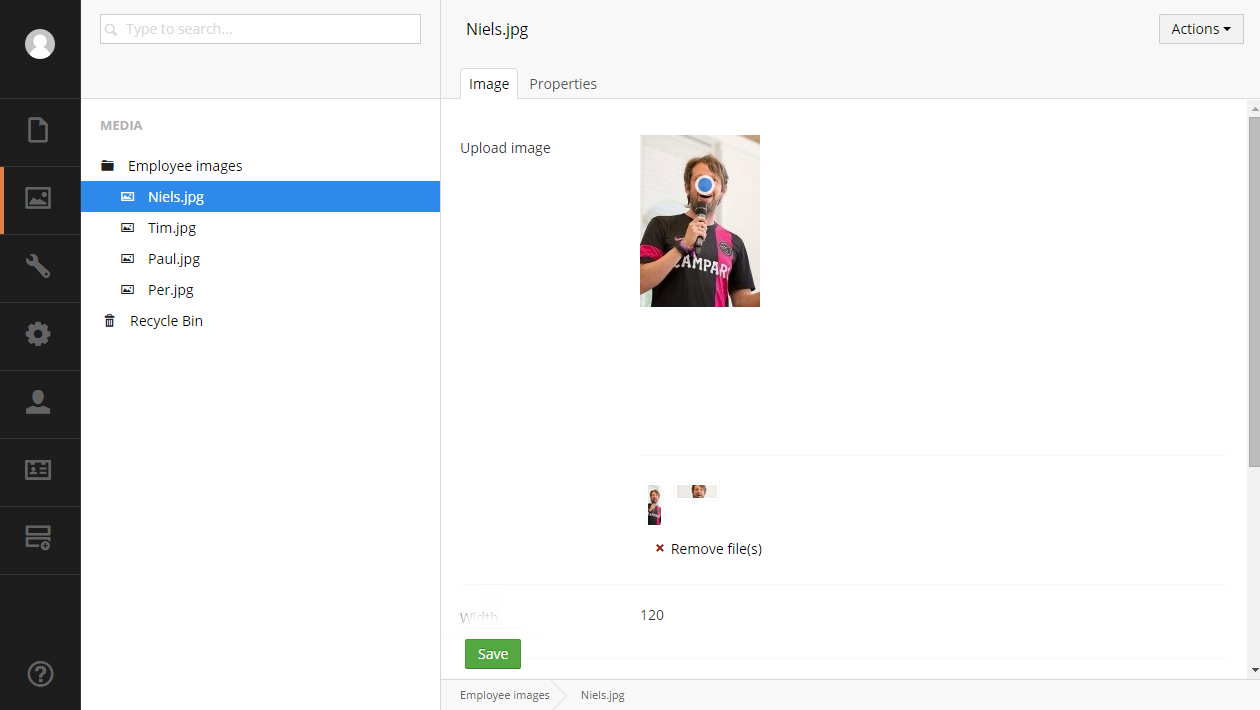 Type to search...
MEDIA
Employee images
Niels.jpg
Tim.jpg
Paul.jpg
Per.jpg
Recycle Bin
Niels.jpg
Actions
Image
Properties
Upload image
CAMPARI
Remove file(s)
Width
120
Save
Employee images
Niels.jpg